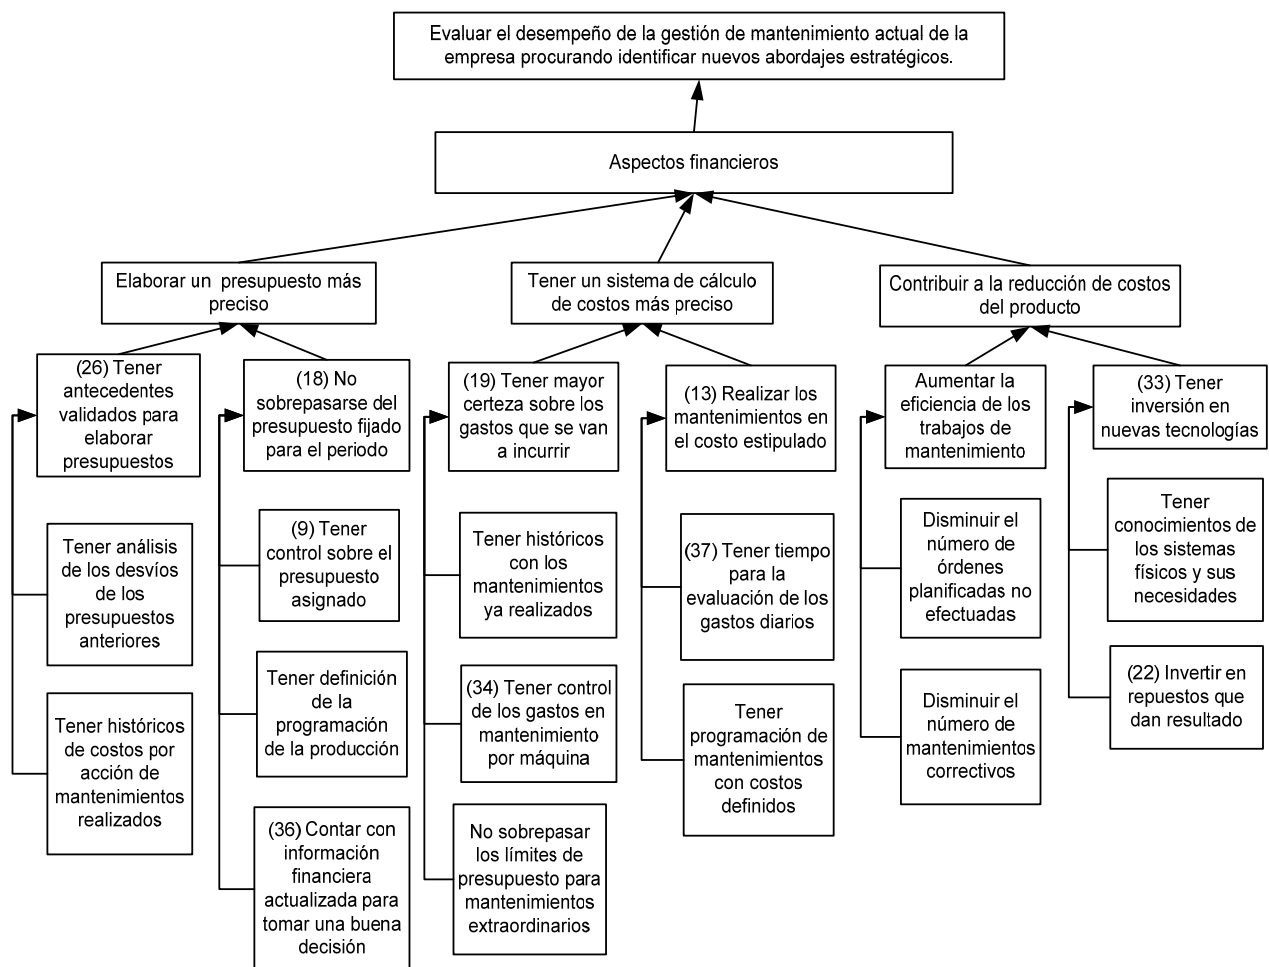 Evaluar el desempeño de la gestión de mantenimiento actual de la
empresa procurando identificar nuevos abordajes estratégicos.
Aspectos financieros
Elaborar un presupuesto más
preciso
Tener un sistema de cálculo
de costos más preciso
Contribuir a la reducción de costos
del producto
(26) Tener
antecedentes
validados para
elaborar
presupuestos
(18) No
sobrepasarse del
presupuesto fijado
para el periodo
(19) Tener mayor
certeza sobre los
gastos que se van
a incurrir
(13) Realizar los
mantenimientos en
el costo estipulado
Aumentar la
eficiencia de los
trabajos de
mantenimiento
(33) Tener
inversión en
nuevas tecnologías
Tener análisis
de los desvíos
de los
presupuestos
anteriores
(9) Tener
control sobre el
presupuesto
asignado
Tener históricos
con los
mantenimientos
ya realizados
(37) Tener tiempo
para la
evaluación de los
gastos diarios
Disminuir el
número de
órdenes
planificadas no
efectuadas
Tener
conocimientos de
los sistemas
físicos y sus
necesidades
Tener históricos
de costos por
acción de
mantenimientos
realizados
Tener definición
de la
programación
de la producción
(34) Tener control
de los gastos en
mantenimiento
por máquina
Tener
programación de
mantenimientos
con costos
definidos
Disminuir el
número de
mantenimientos
correctivos
(22) Invertir en
repuestos que
dan resultado
(36) Contar con
información
financiera
actualizada para
tomar una buena
decisión
No sobrepasar
los límites de
presupuesto para
mantenimientos
extraordinarios